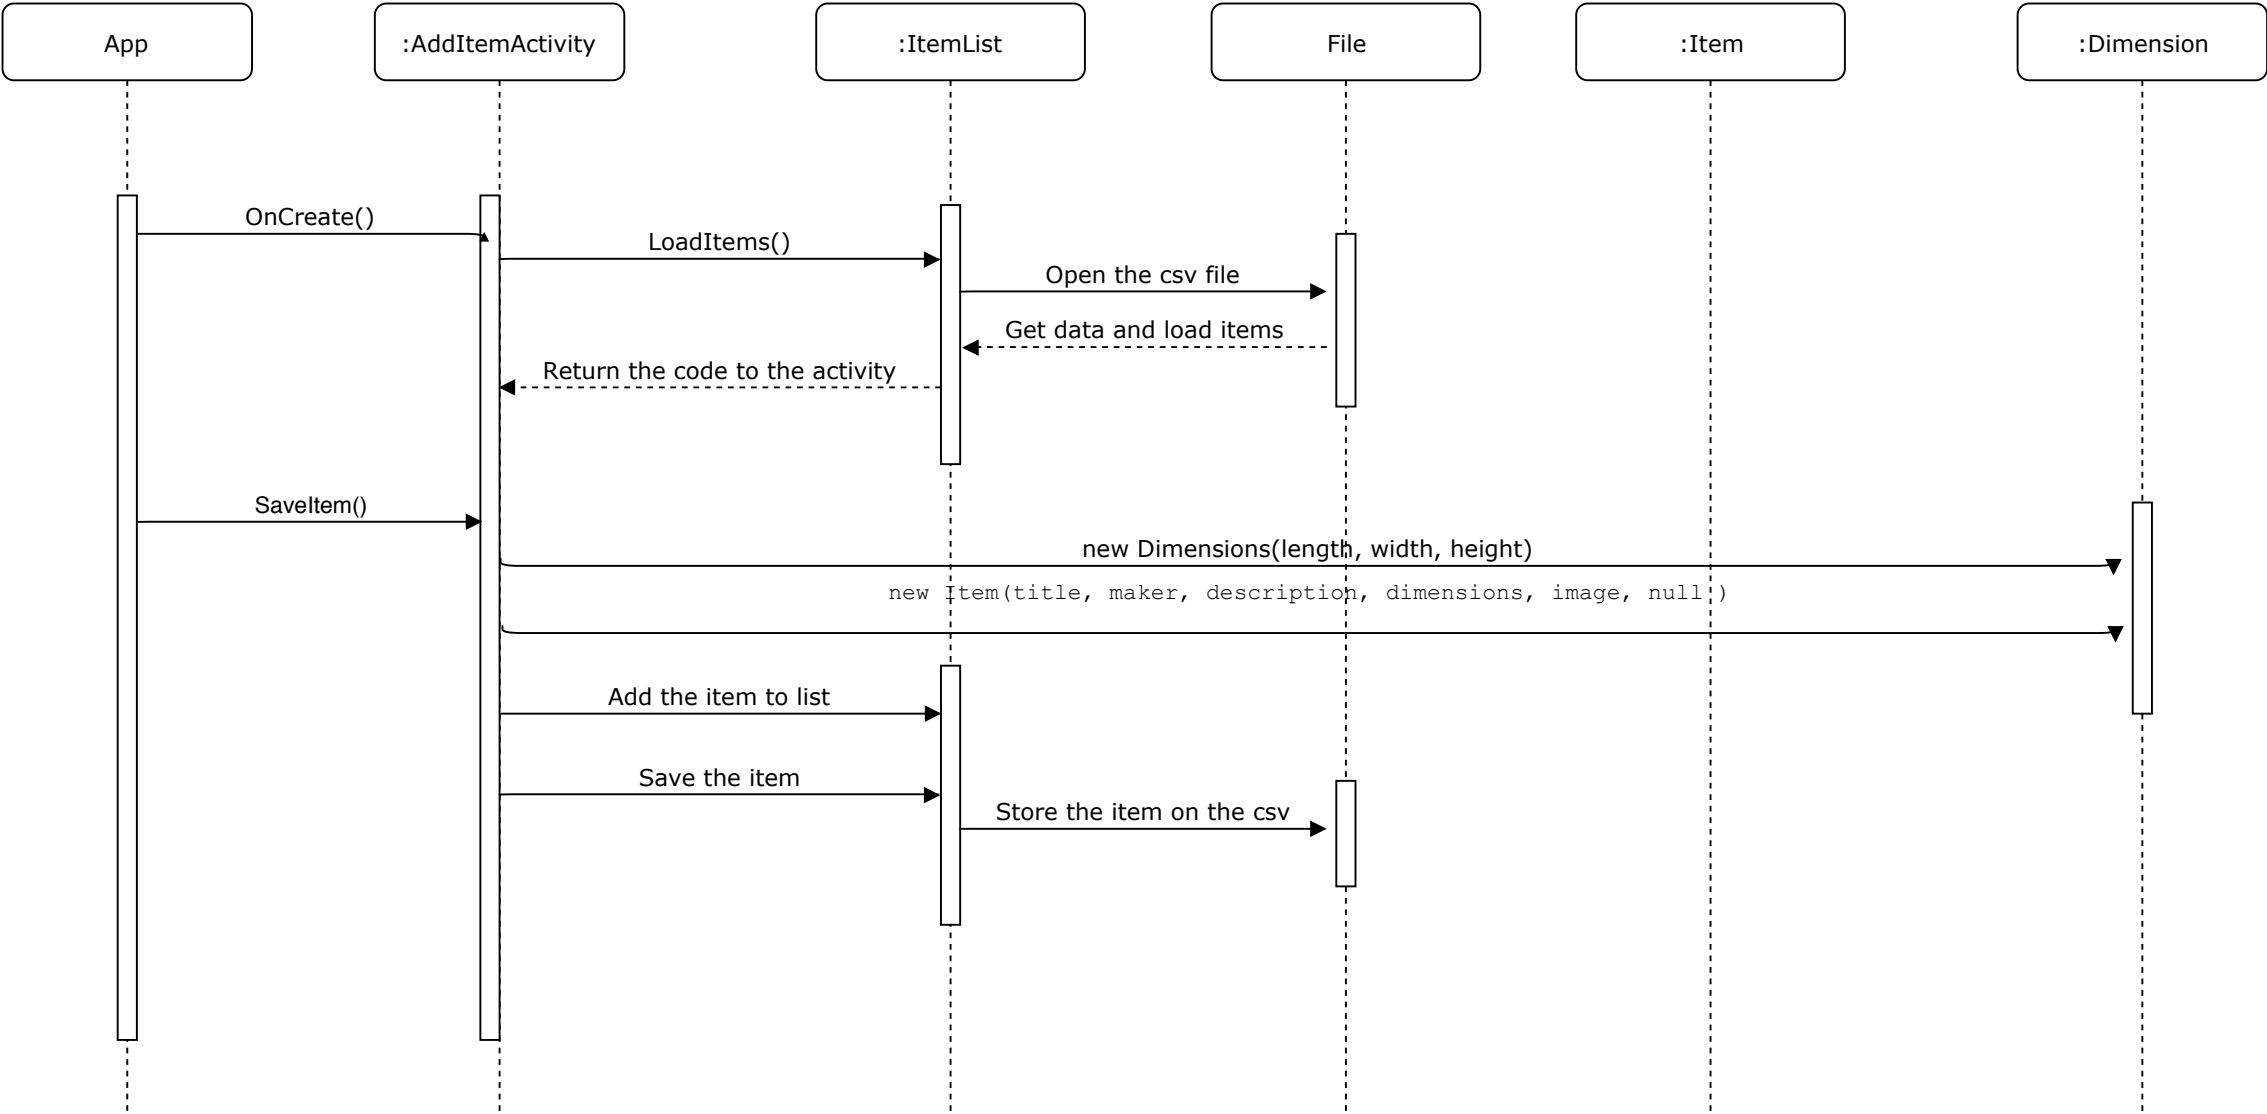 App
:AddItemActivity
:ItemList
File
:Item
:Dimension
OnCreate()
LoadItems()
Open the csv file
Get data and load items
Return the code to the activity
SaveItem()
new Dimensions(length, width, height)
new Item(title, maker, description, dimensions, image, null )
Add the item to list
Save the item
Store the item on the csv